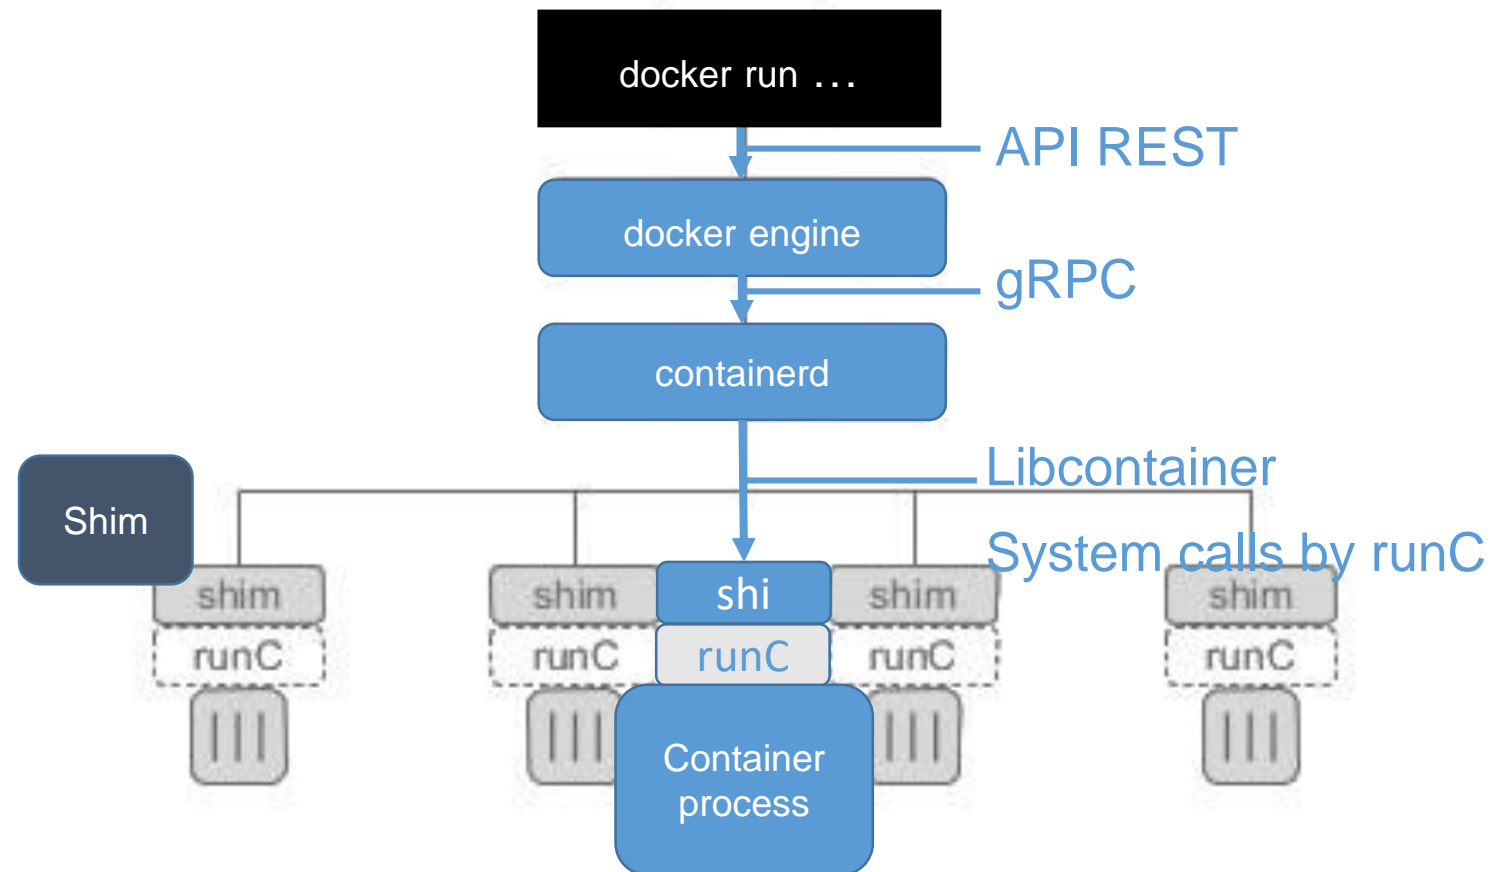 docker run ...
API REST
docker engine
gRPC
containerd
Libcontainer
Shim
System calls by runC
shim
shim
shi
shim
shim
runC
runC
runC
runC
runC
Container
process